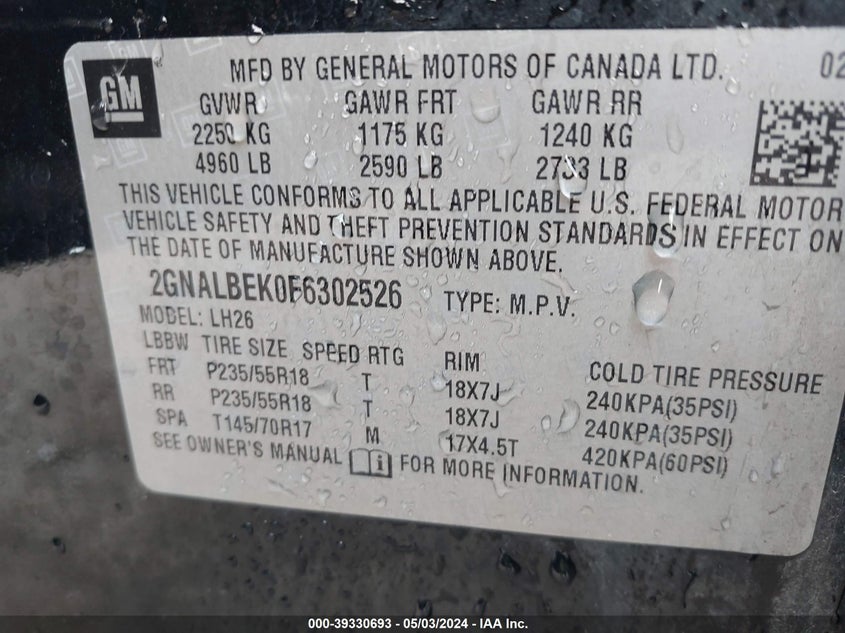 GM
MFD BY GENERAL MOTORS OF CANADA LTD. 02
GVWR GAWR FRT GAWR RR
2250 KG 1175 KG 1240 KG
4960 LB 2590 LB 2733 LB
THIS VEHICLE CONFORMS TO ALL APPLICABLE U.S. FEDERAL MOTOR
VEHICLE SAFETY AND THEFT PREVENTION STANDARDS IN EFFECT ON
THE DATE OF MANUFACTURE SHOWN ABOVE.
2GNALBEK0F6302526 TYPE: M.P.V.
MODEL: LH26
LBBW TIRE SIZE SPEED RTG RIM COLD TIRE PRESSURE
FRT P235/55R18 T 18X7J 240KPA(35PSI)
RR P235/55R18 T 18X7J 240KPA(35PSI)
SPA T145/70R17 M 17X4.5T 420KPA(60PSI)
SEE OWNER'S MANUAL FOR MORE INFORMATION.
000-39330693 - 05/03/2024 - IAA Inc.